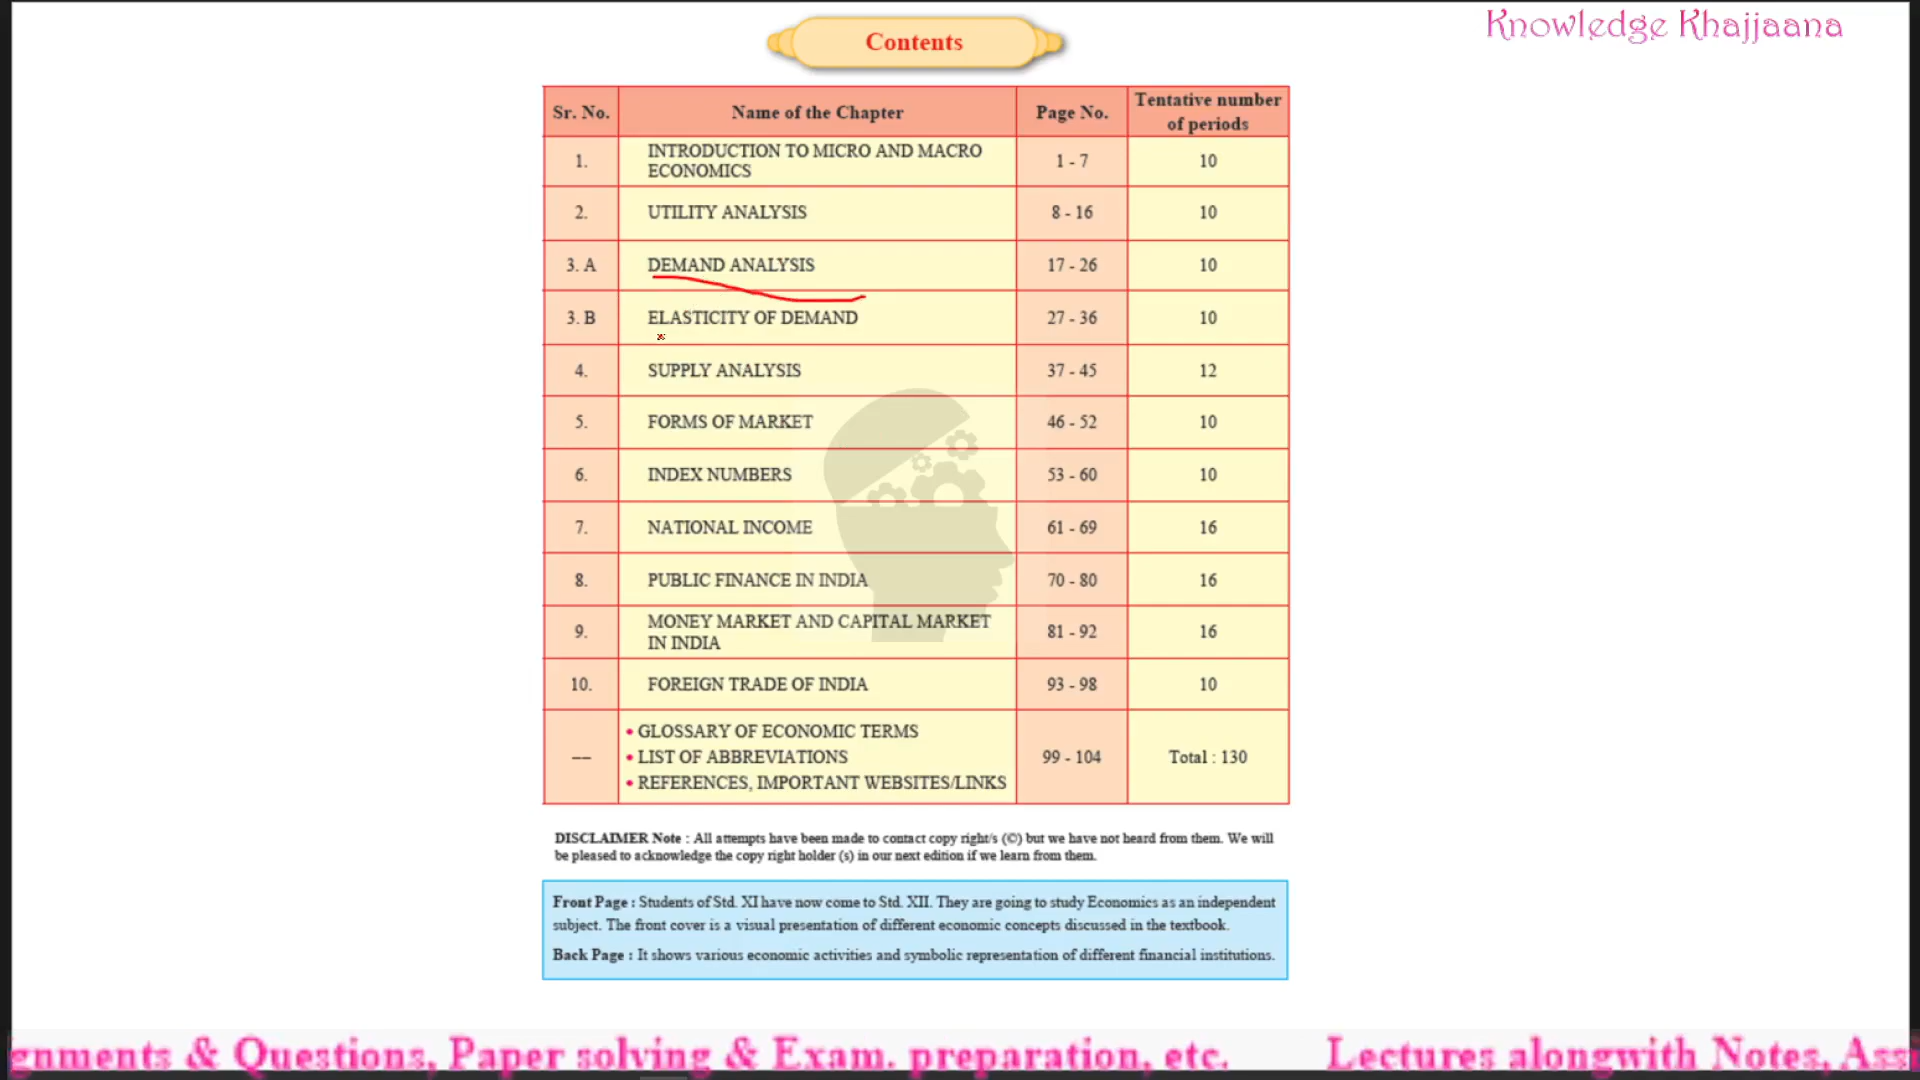 Knowledge Khajjaana
Contents
Sr. No. Name of the Chapter Page No. Tentative number of periods
1. INTRODUCTION TO MICRO AND MACRO ECONOMICS 1 - 7 10
2. UTILITY ANALYSIS 8 - 16 10
3. A DEMAND ANALYSIS 17 - 26 10
3. B ELASTICITY OF DEMAND 27 - 36 10
4. SUPPLY ANALYSIS 37 - 45 12
5. FORMS OF MARKET 46 - 52 10
6. INDEX NUMBERS 53 - 60 10
7. NATIONAL INCOME 61 - 69 16
8. PUBLIC FINANCE IN INDIA 70 - 80 16
9. MONEY MARKET AND CAPITAL MARKET IN INDIA 81 - 92 16
10. FOREIGN TRADE OF INDIA 93 - 98 10
• GLOSSARY OF ECONOMIC TERMS
— • LIST OF ABBREVIATIONS 99 - 104 Total : 130
• REFERENCES, IMPORTANT WEBSITES/LINKS
DISCLAIMER Note : All attempts have been made to contact copy right/s (©) but we have not heard from them. We will
be pleased to acknowledge the copy right holder (s) in our next edition if we learn from them.
Front Page : Students of Std. XI have now come to Std. XII. They are going to study Economics as an independent
subject. The front cover is a visual presentation of different economic concepts discussed in the textbook.
Back Page : It shows various economic activities and symbolic representation of different financial institutions.
gnments & Questions, Paper solving & Exam. preparation, etc. Lectures alongwith Notes, Assi